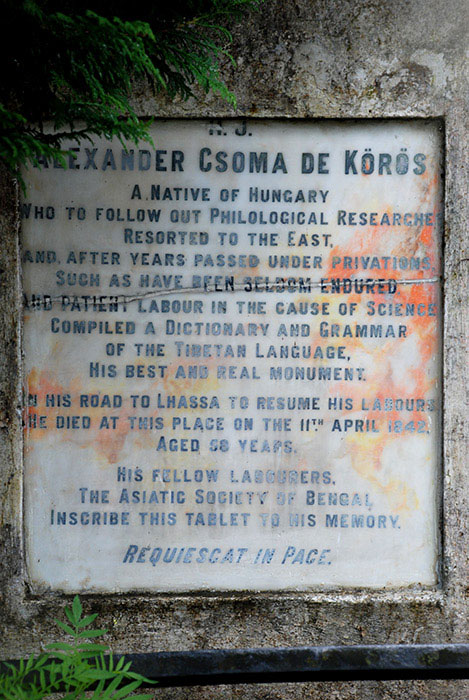 H. J.
ALEXANDER CSOMA DE KÖRÖS
A NATIVE OF HUNGARY
WHO TO FOLLOW OUT PHILOLOGICAL RESEARCHES
RESORTED TO THE EAST,
AND, AFTER YEARS PASSED UNDER PRIVATIONS,
SUCH AS HAVE BEEN SELDOM ENDURED
AND PATIENT LABOUR IN THE CAUSE OF SCIENCE
COMPILED A DICTIONARY AND GRAMMAR
OF THE TIBETAN LANGUAGE,
HIS BEST AND REAL MONUMENT.
ON HIS ROAD TO LHASSA TO RESUME HIS LABOURS
HE DIED AT THIS PLACE ON THE 11TH APRIL 1842.
AGED 58 YEARS.
HIS FELLOW LABOURERS,
THE ASIATIC SOCIETY OF BENGAL,
INSCRIBE THIS TABLET TO HIS MEMORY.
REQUIESCAT IN PACE.